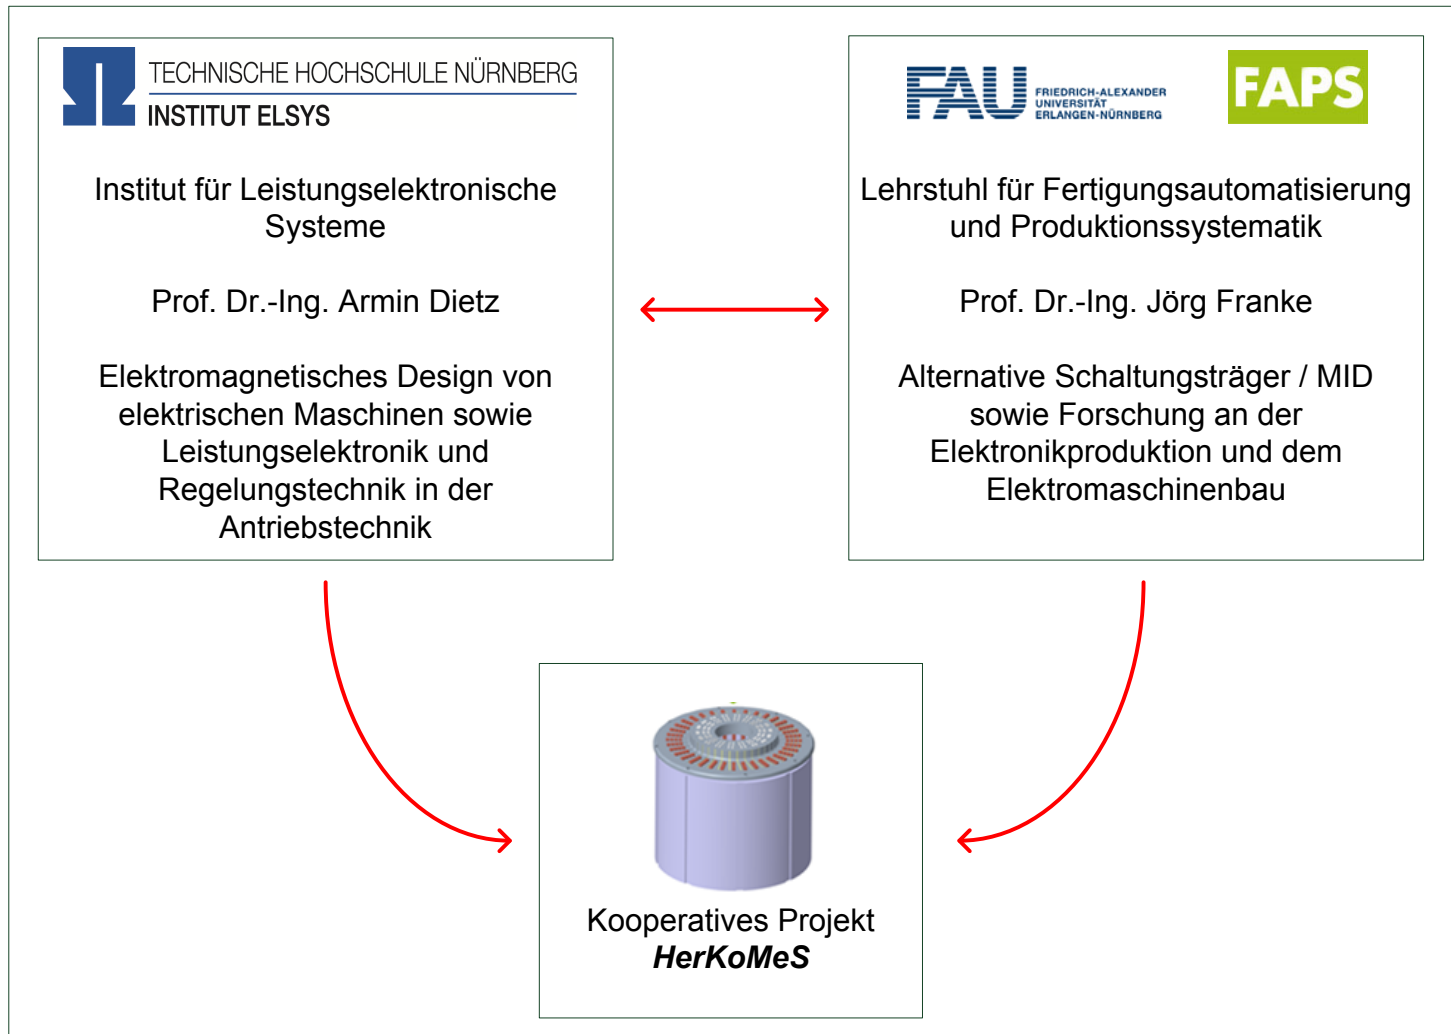 TECHNISCHE HOCHSCHULE NÜRNBERG
INSTITUT ELSYS
Institut für Leistungselektronische
Systeme
Prof. Dr.-Ing. Armin Dietz
Elektromagnetisches Design von
elektrischen Maschinen sowie
Leistungselektronik und
Regelungstechnik in der
Antriebstechnik
FAU
FRIEDRICH-ALEXANDER
UNIVERSITÄT
ERLANGEN-NÜRNBERG
FAPS
Lehrstuhl für Fertigungsautomatisierung
und Produktionssystematik
Prof. Dr.-Ing. Jörg Franke
Alternative Schaltungsträger / MID
sowie Forschung an der
Elektronikproduktion und dem
Elektromaschinenbau
Kooperatives Projekt
HerKoMeS